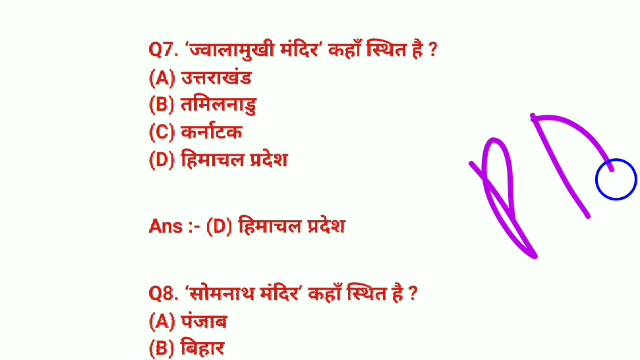 Q7. ‘ज्वालामुखी मंदिर’ कहाँ स्थित है ?
(A) उत्तराखंड
(B) तमिलनाडु
(C) कर्नाटक
(D) हिमाचल प्रदेश
Ans :- (D) हिमाचल प्रदेश
Q8. ‘सोमनाथ मंदिर’ कहाँ स्थित है ?
(A) पंजाब
(B) बिहार